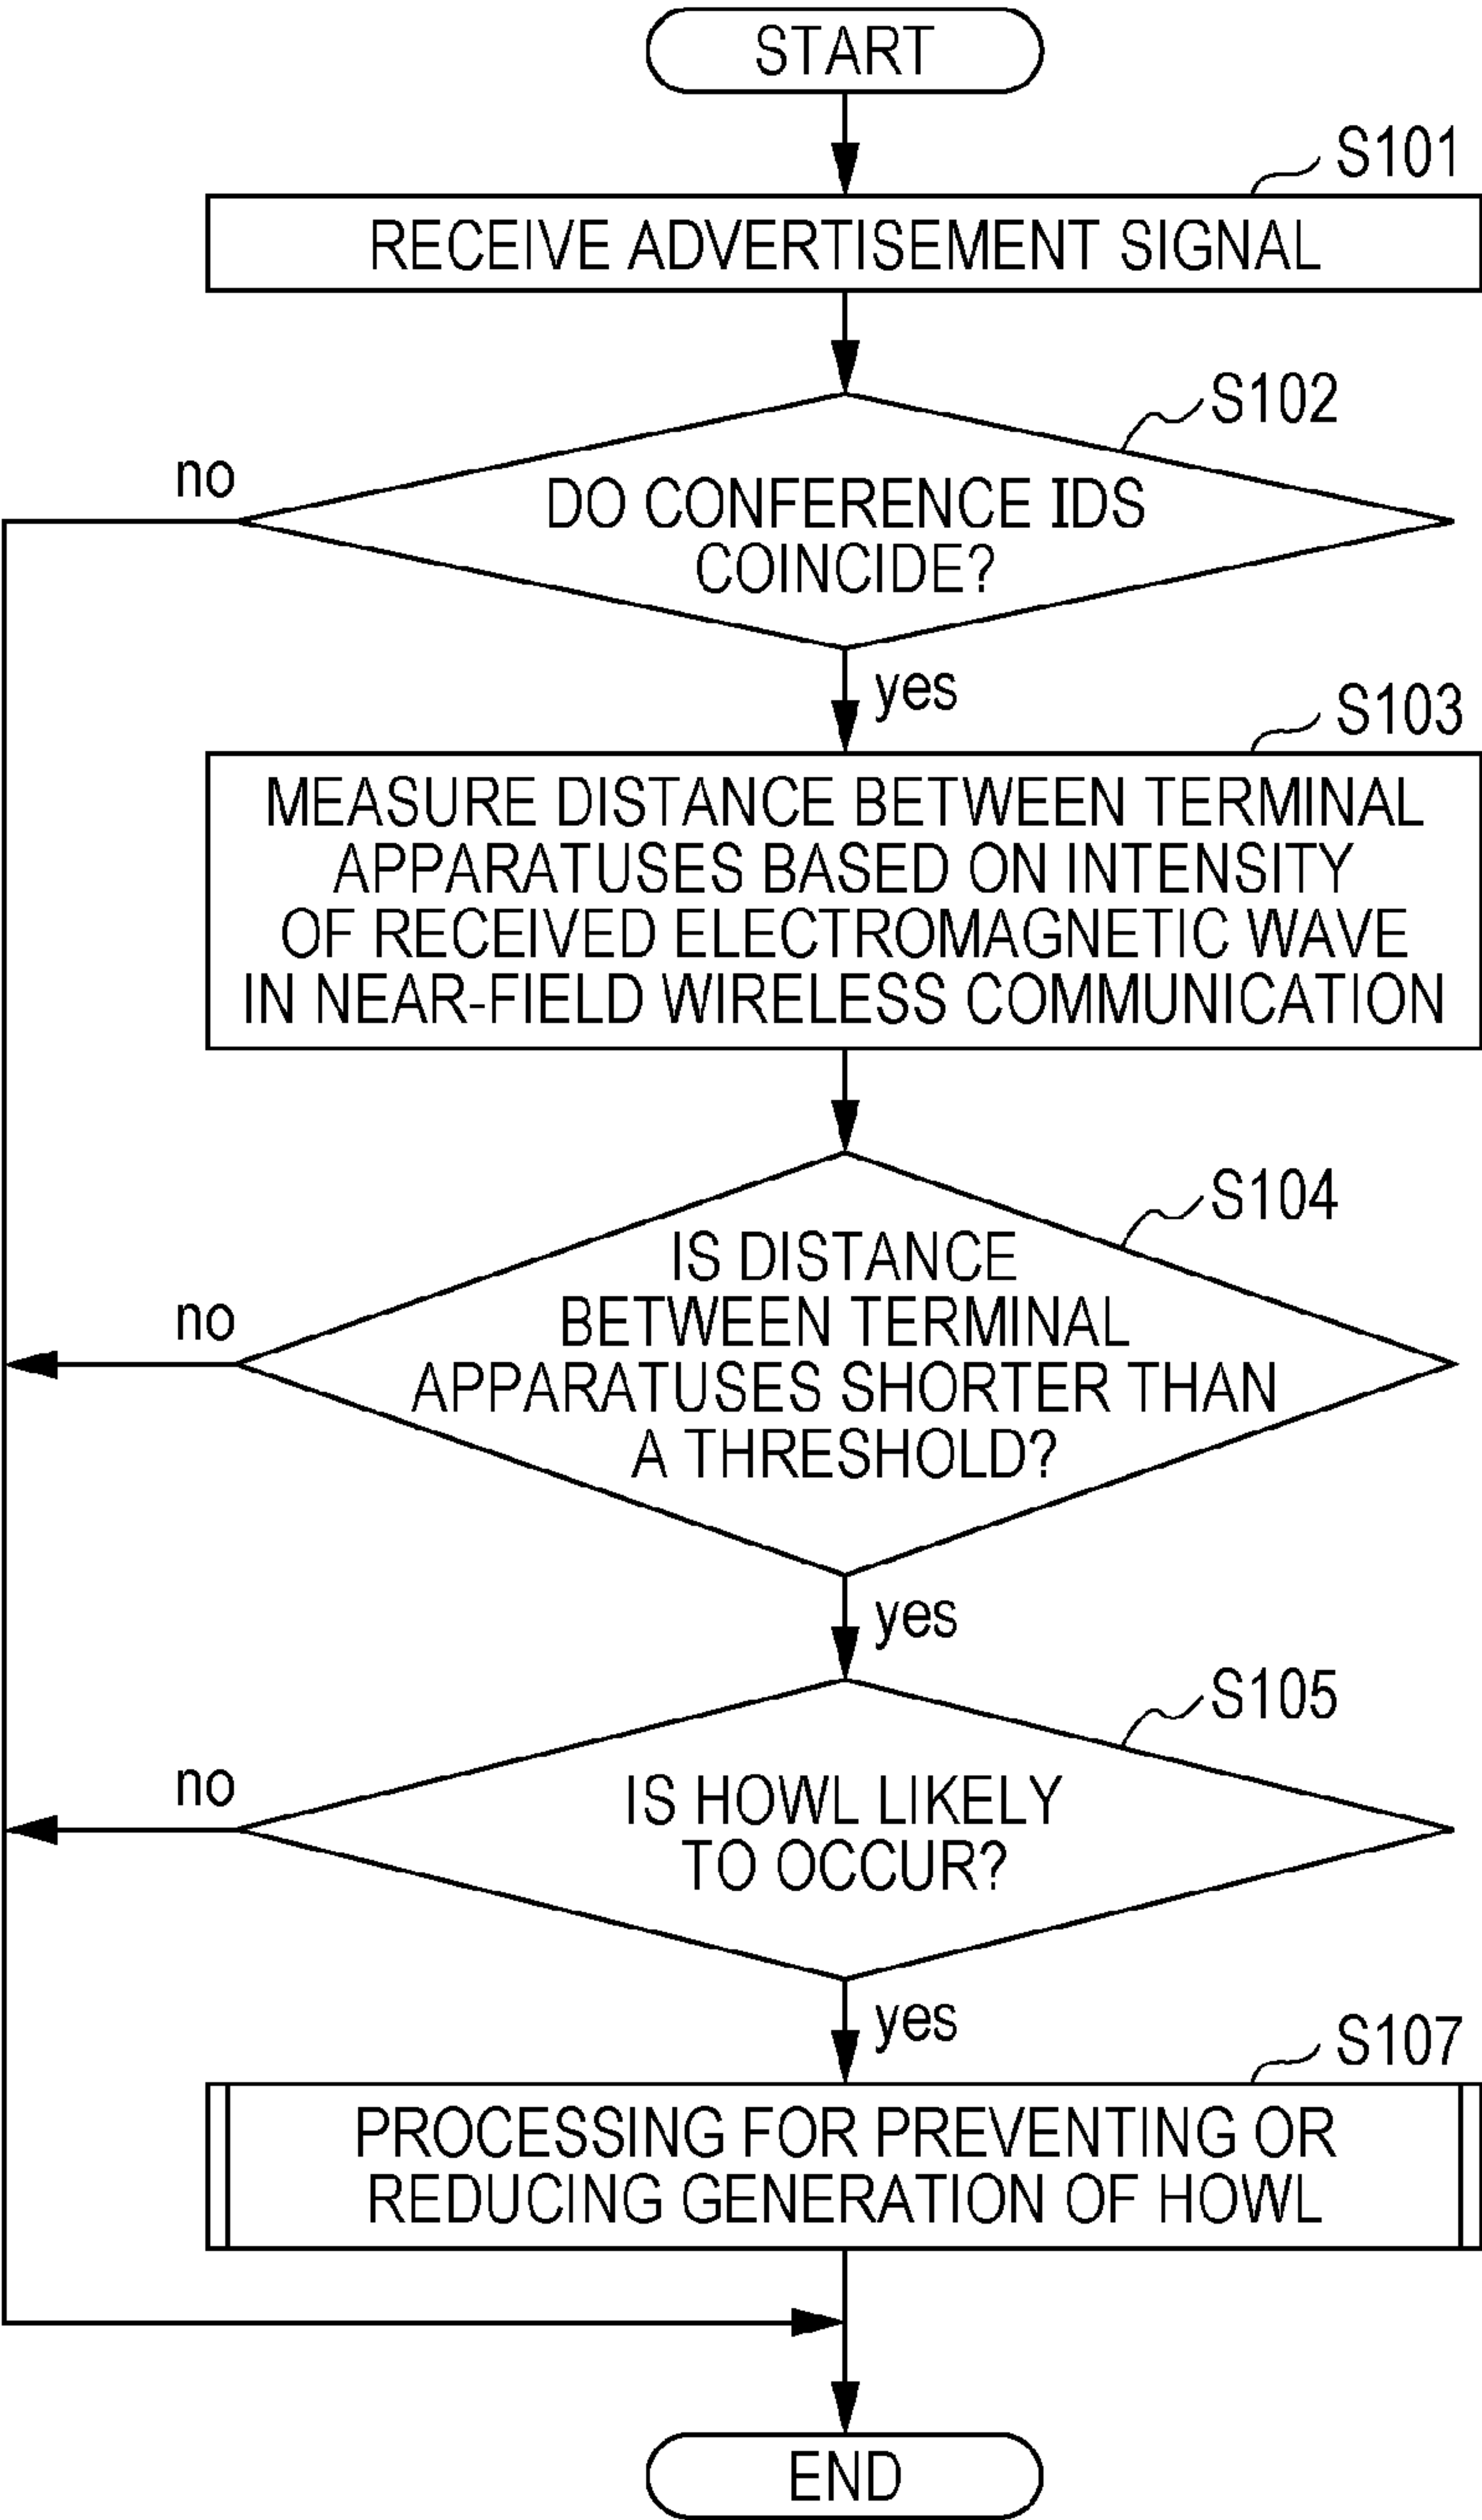 START
S101
RECEIVE ADVERTISEMENT SIGNAL
S102
no
DO CONFERENCE IDS
COINCIDE?
yes
S103
MEASURE DISTANCE BETWEEN TERMINAL
APPARATUSES BASED ON INTENSITY
OF RECEIVED ELECTROMAGNETIC WAVE
IN NEAR-FIELD WIRELESS COMMUNICATION
S104
no
IS DISTANCE
BETWEEN TERMINAL
APPARATUSES SHORTER THAN
A THRESHOLD?
yes
S105
no
IS HOWL LIKELY
TO OCCUR?
yes
S107
PROCESSING FOR PREVENTING OR
REDUCING GENERATION OF HOWL
END